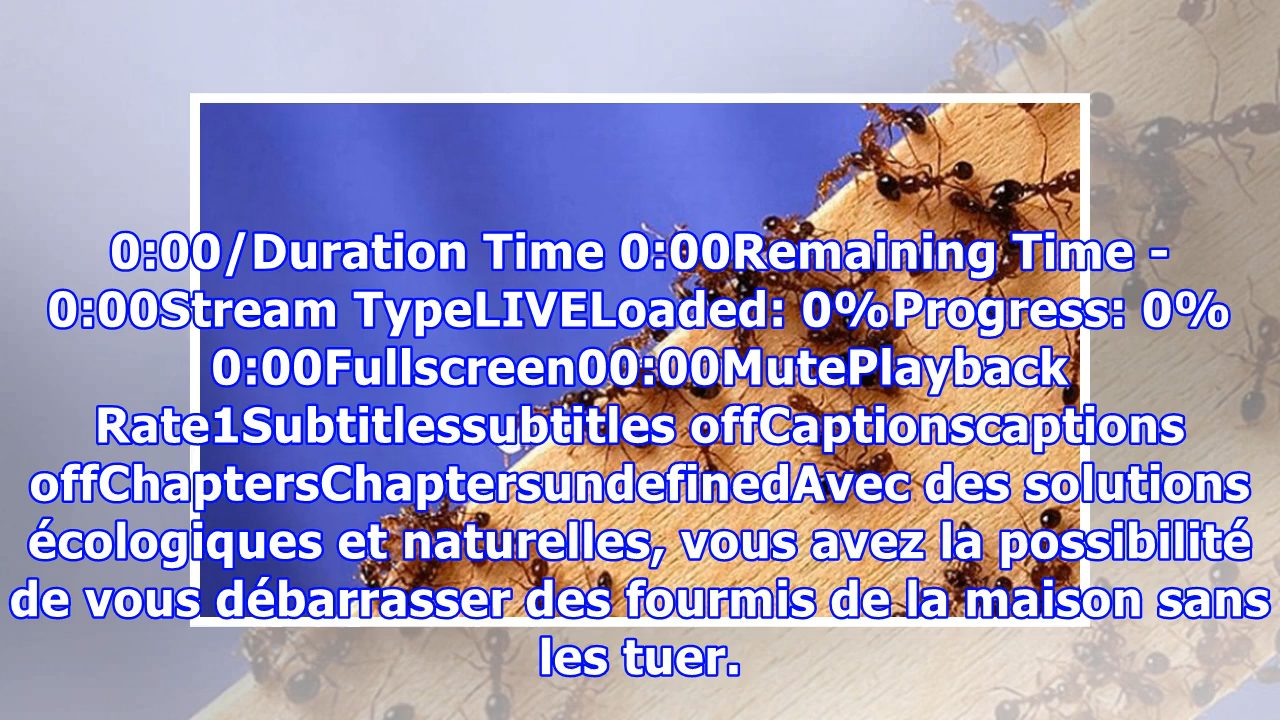 0:00/Duration Time 0:00Remaining Time -
0:00Stream TypeLIVELoaded: 0%Progress: 0%
0:00Fullscreen00:00MutePlayback
Rate1Subtitlessubtitles offCaptionscaptions
offChaptersChaptersundefinedAvec des solutions
écologiques et naturelles, vous avez la possibilité
de vous débarrasser des fourmis de la maison sans
les tuer.